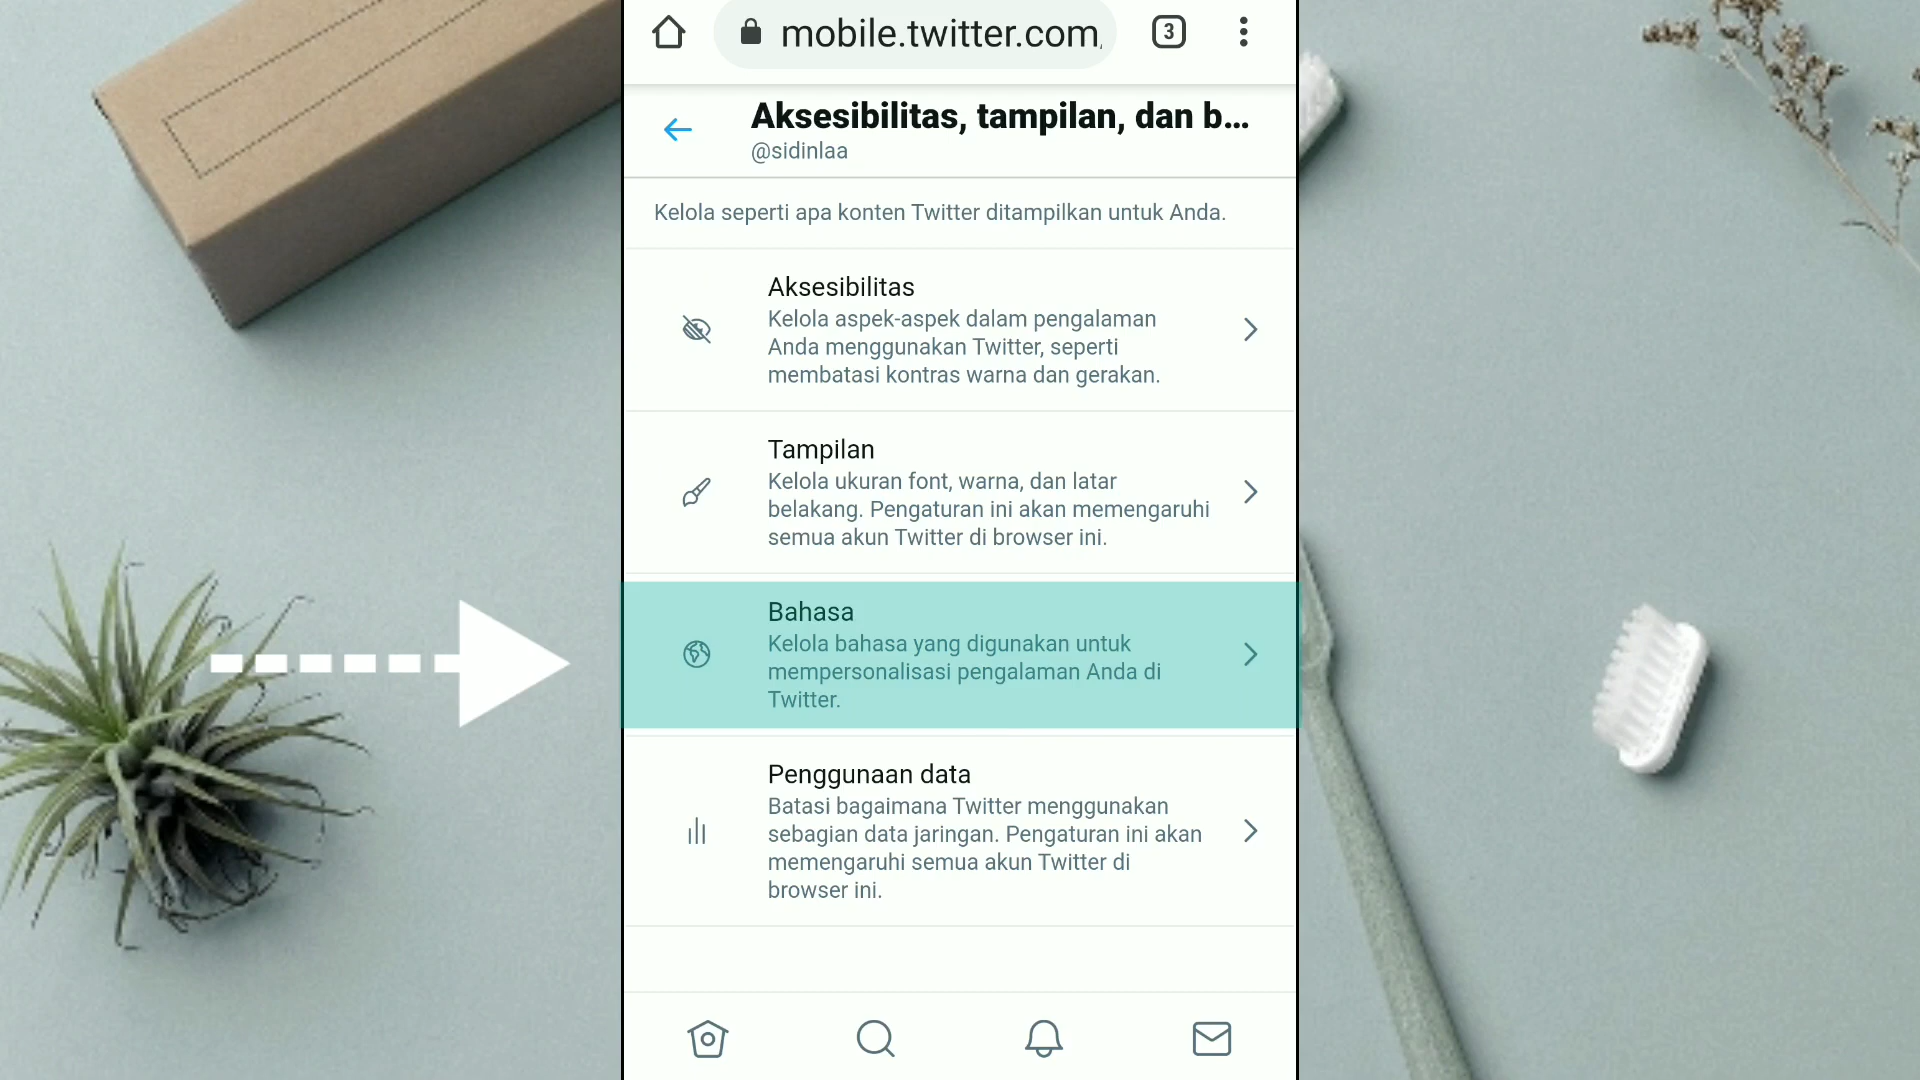 mobile.twitter.com
3
Aksesibilitas, tampilan, dan b...
@sidinlaa
Kelola seperti apa konten Twitter ditampilkan untuk Anda.
Aksesibilitas
Kelola aspek-aspek dalam pengalaman
Anda menggunakan Twitter, seperti
membatasi kontras warna dan gerakan.
Tampilan
Kelola ukuran font, warna, dan latar
belakang. Pengaturan ini akan memengaruhi
semua akun Twitter di browser ini.
Bahasa
Kelola bahasa yang digunakan untuk
mempersonalisasi pengalaman Anda di
Twitter.
Penggunaan data
Batasi bagaimana Twitter menggunakan
sebagian data jaringan. Pengaturan ini akan
memengaruhi semua akun Twitter di
browser ini.